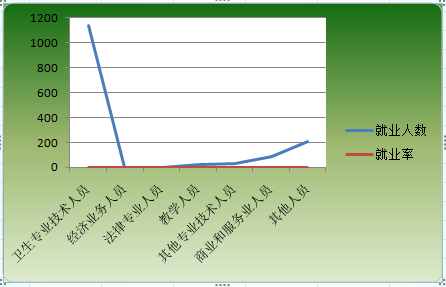 1200
1000
800
600
400
200
0
卫生专业技术人员
经济业务人员
法律专业人员
教学人员
其他专业技术人员
商业和服务业人员
其他人员
就业人数
就业率